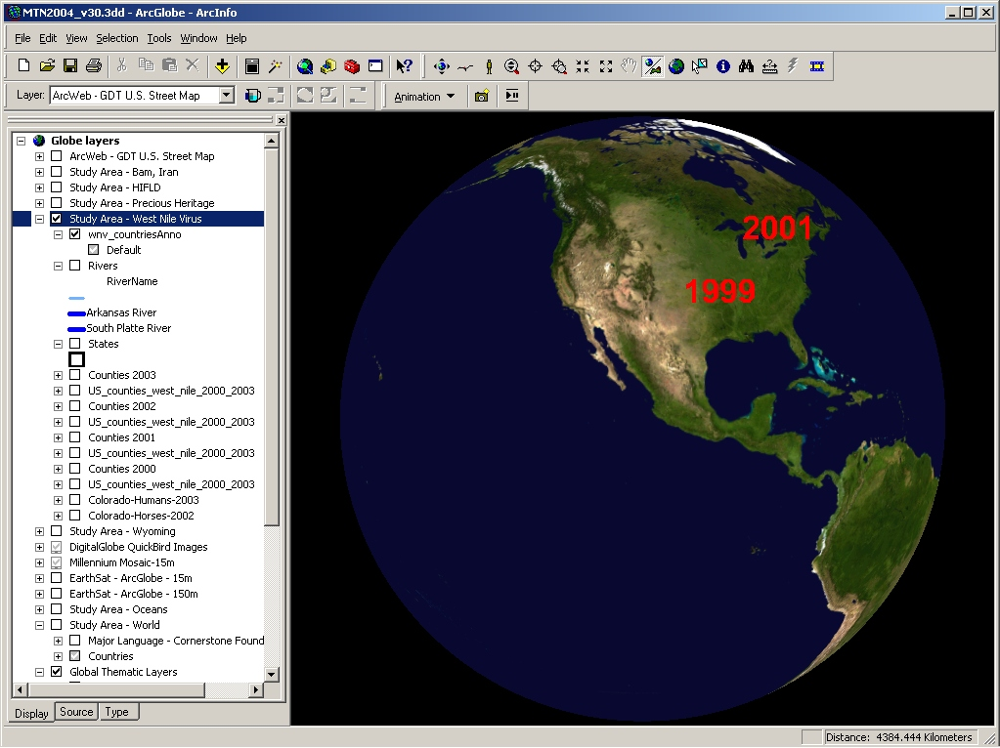 MTN2004_v30.3dd - ArcGlobe - ArcInfo
File Edit View Selection Tools Window Help
Layer: ArcWeb - GDT U.S. Street Map Animation
Globe layers
ArcWeb - GDT U.S. Street Map
Study Area - Bam, Iran
Study Area - HIFLD
Study Area - Precious Heritage
Study Area - West Nile Virus
wnv_countriesAnno
Default
Rivers
RiverName
Arkansas River
South Platte River
States
Counties 2003
US_counties_west_nile_2000_2003
Counties 2002
US_counties_west_nile_2000_2003
Counties 2001
US_counties_west_nile_2000_2003
Counties 2000
US_counties_west_nile_2000_2003
Colorado-Humans-2003
Colorado-Horses-2002
Study Area - Wyoming
DigitalGlobe QuickBird Images
Millennium Mosaic-15m
EarthSat - ArcGlobe - 15m
EarthSat - ArcGlobe - 150m
Study Area - Oceans
Study Area - World
Major Language - Cornerstone Found
Countries
Global Thematic Layers
Display Source Type
2001
1999
Distance: 4384.444 Kilometers